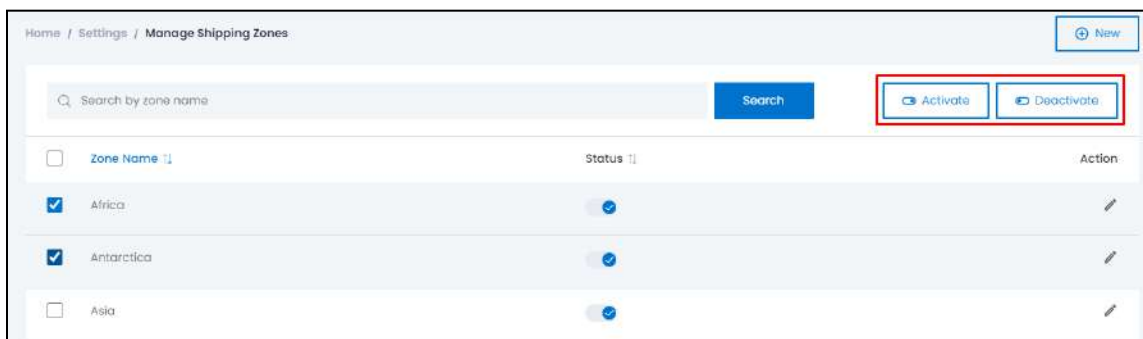 Home / Settings / Manage Shipping Zones
New
Search by zone name
Search
Activate
Deactivate
Zone Name
Status
Action
Africa
Antarctica
Asia